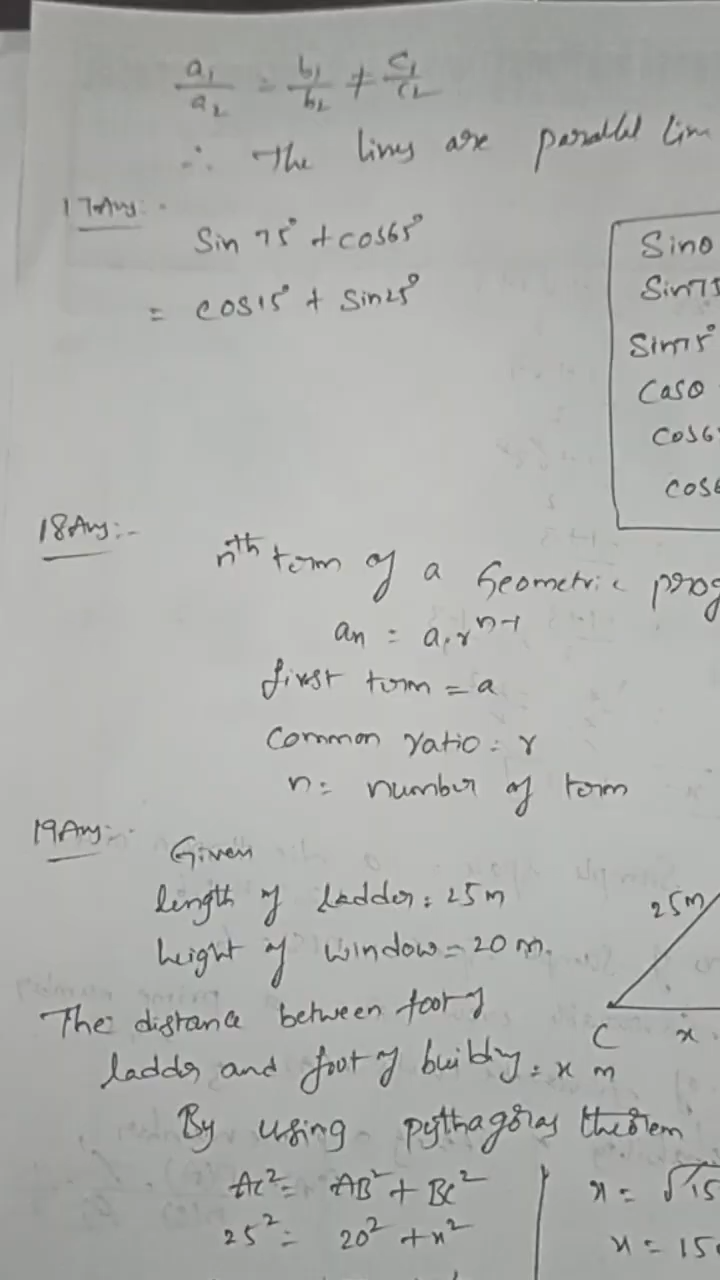 a₁/a₂ = b₁/b₂ ≠ C₁/C₂
∴ The lines are parallel lin
17Ans:-
Sin 75° + cos65°
= cos15° + Sin25°
Sinθ
Sin75
Sin75°
Casθ
cos6
cos6
18Ans:-
nth term of a Geometric prog
an = a.r^n-1
first term = a
Common ratio = r
n = number of term
19Ans:-
Given
length of ladder = 25m
height of window = 20 m.
The distance between foot of
ladder and foot of building = x m
25m
C x
By using pythagoras theorem
AC² = AB² + BC²
25² = 20² + x²
x = √15
x = 15